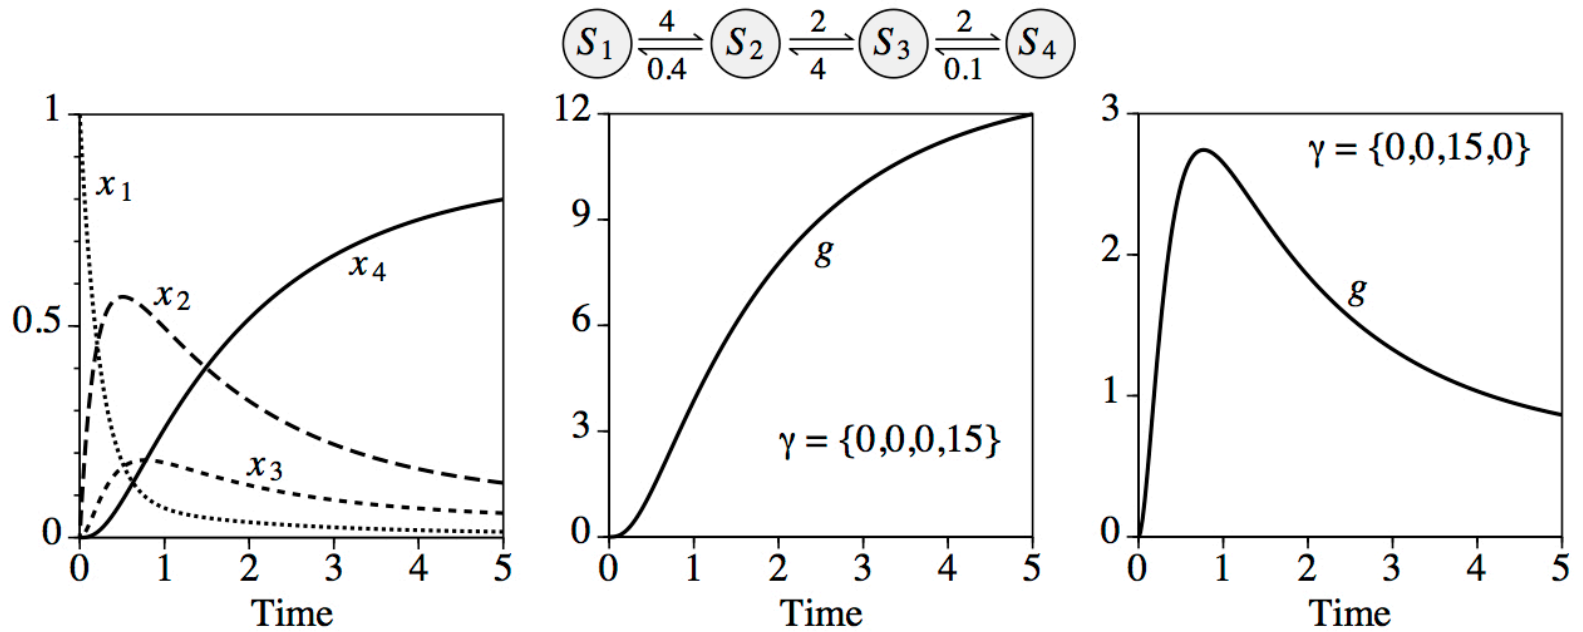 4 2 2
S1 S2 S3 S4
0.4 4 0.1
1
x1
0.5
x2
x4
x3
0
0 1 2 3 4 5
Time
12
9
g
6
3
γ = {0,0,0,15}
0
0 1 2 3 4 5
Time
3
γ = {0,0,15,0}
2
g
1
0
0 1 2 3 4 5
Time